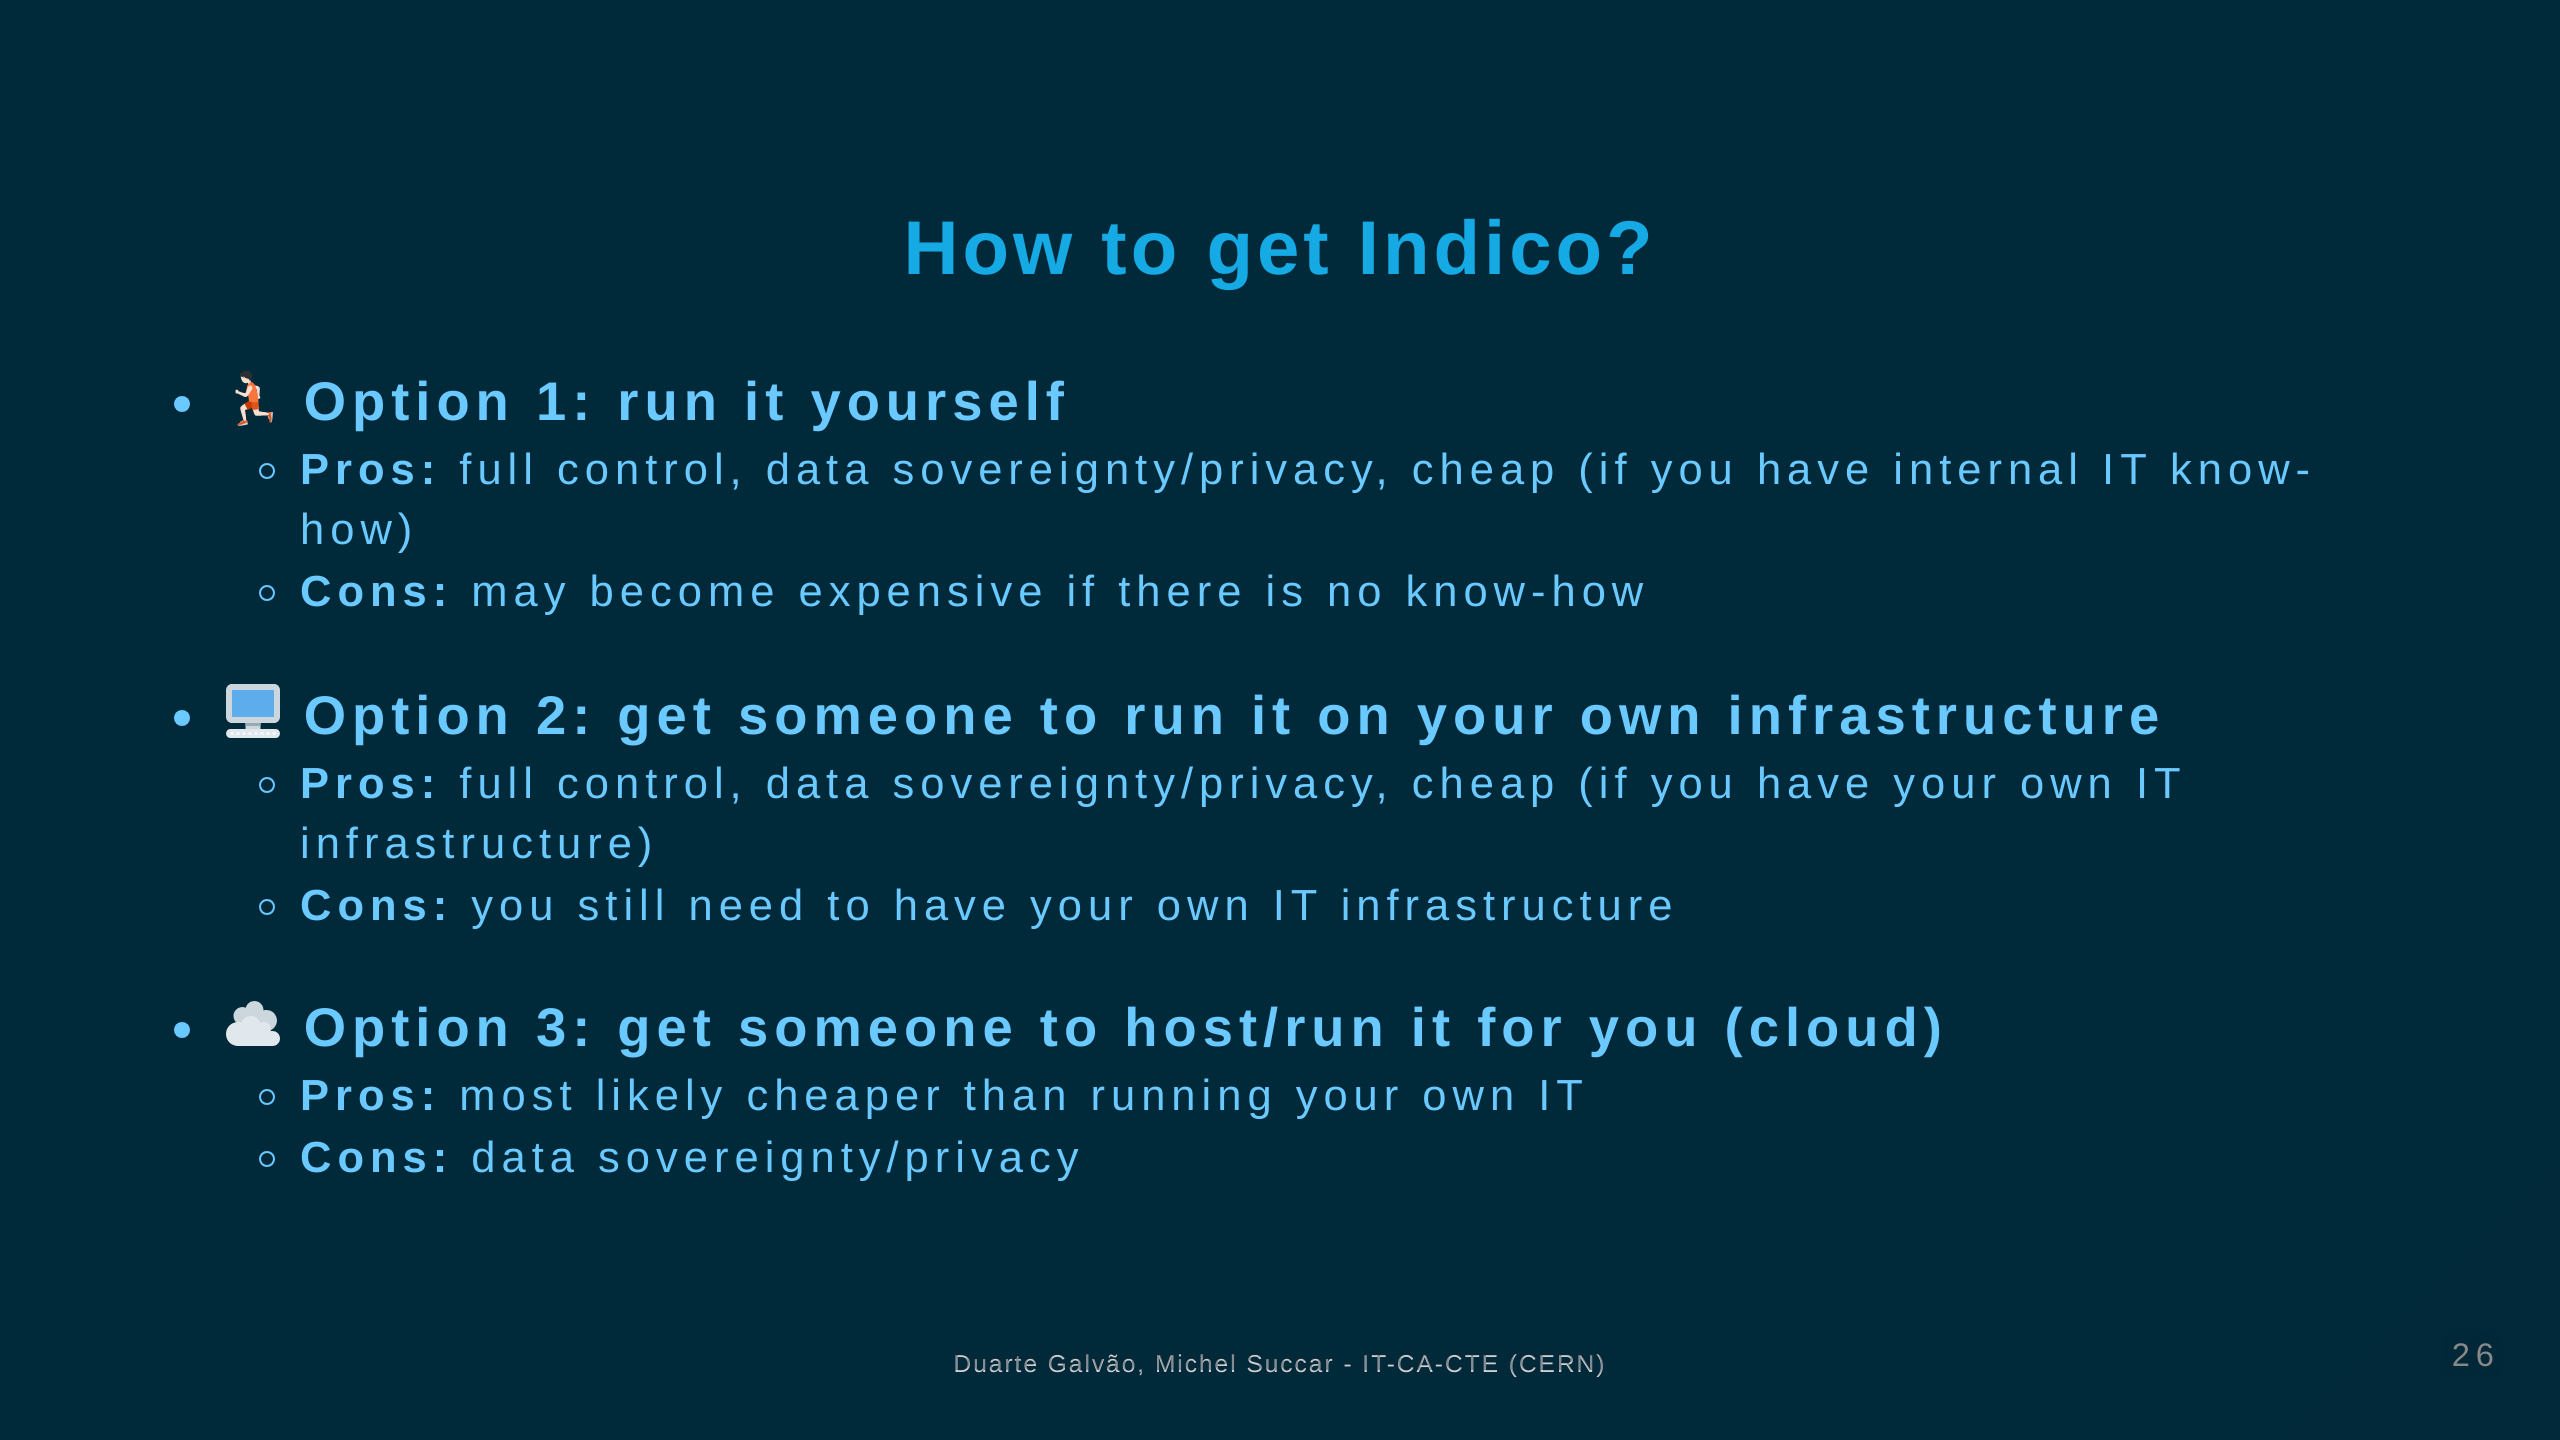 How to get Indico?
Option 1: run it yourself
Pros: full control, data sovereignty/privacy, cheap (if you have internal IT know-
how)
Cons: may become expensive if there is no know-how
Option 2: get someone to run it on your own infrastructure
Pros: full control, data sovereignty/privacy, cheap (if you have your own IT
infrastructure)
Cons: you still need to have your own IT infrastructure
Option 3: get someone to host/run it for you (cloud)
Pros: most likely cheaper than running your own IT
Cons: data sovereignty/privacy
Duarte Galvão, Michel Succar - IT-CA-CTE (CERN)
26